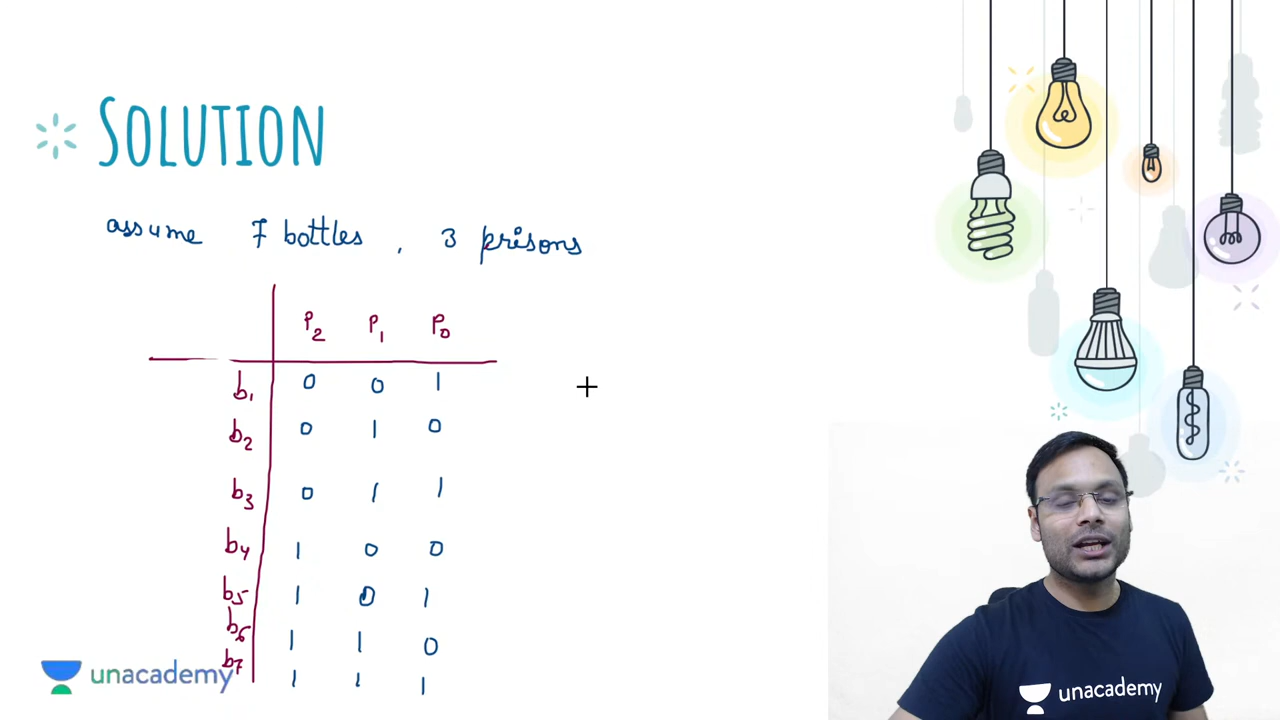 SOLUTION
assume 7 bottles, 3 prisons
P2 P1 P0
b1 0 0 1
b2 0 1 0
b3 0 1 1
b4 1 0 0
b5 1 0 1
b6 1 1 0
b7 1 1 1
unacademy
unacademy